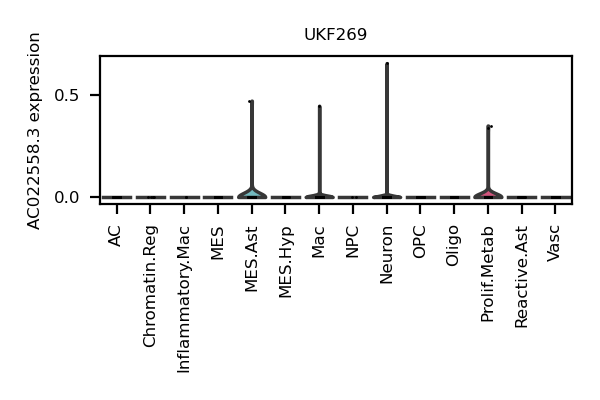 UKF269
AC022558.3 expression
0.5
0.0
AC
Chromatin.Reg
Inflammatory.Mac
MES
MES.Ast
MES.Hyp
Mac
NPC
Neuron
OPC
Oligo
Prolif.Metab
Reactive.Ast
Vasc